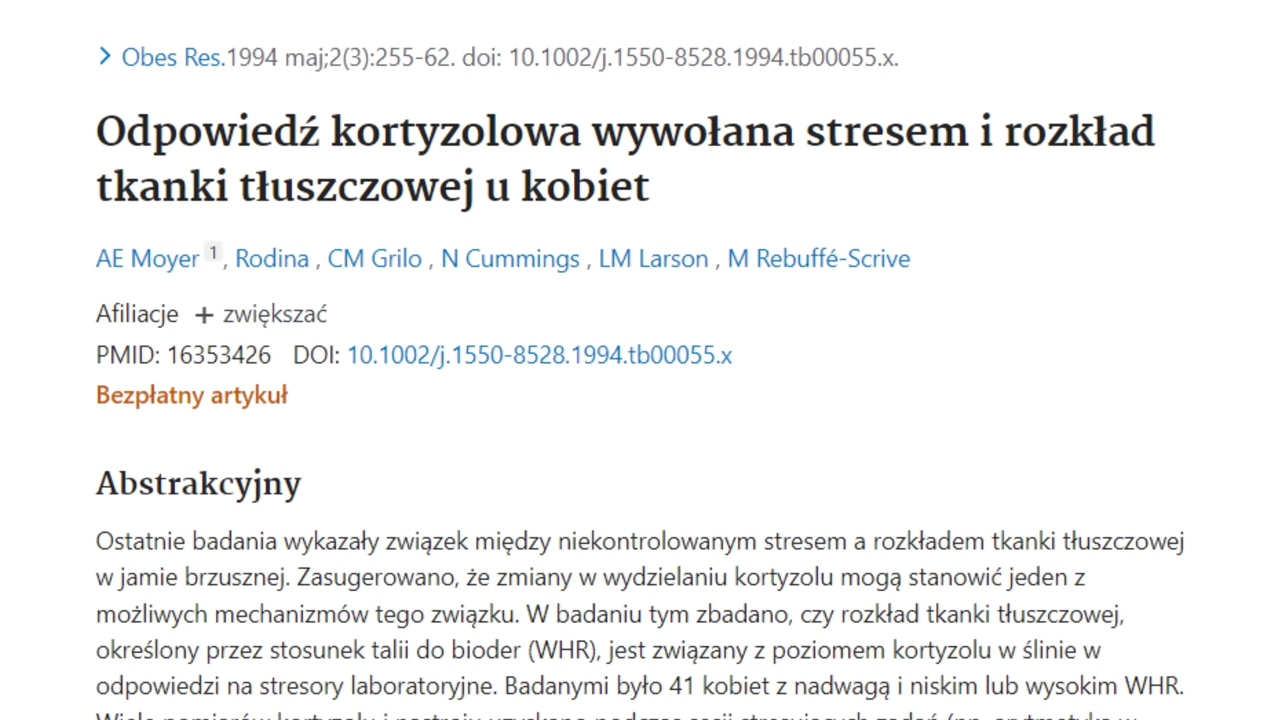 Obes Res.1994 maj;2(3):255-62. doi: 10.1002/j.1550-8528.1994.tb00055.x.
Odpowiedź kortyzolowa wywołana stresem i rozkład
tkanki tłuszczowej u kobiet
AE Moyer 1, Rodina , CM Grilo , N Cummings , LM Larson , M Rebuffé-Scrive
Afiliacje + zwiększać
PMID: 16353426 DOI: 10.1002/j.1550-8528.1994.tb00055.x
Bezpłatny artykuł
Abstrakcyjny
Ostatnie badania wykazały związek między niekontrolowanym stresem a rozkładem tkanki tłuszczowej
w jamie brzusznej. Zasugerowano, że zmiany w wydzielaniu kortyzolu mogą stanowić jeden z
możliwych mechanizmów tego związku. W badaniu tym zbadano, czy rozkład tkanki tłuszczowej,
określony przez stosunek talii do bioder (WHR), jest związany z poziomem kortyzolu w ślinie w
odpowiedzi na stresory laboratoryjne. Badanymi było 41 kobiet z nadwagą i niskim lub wysokim WHR.